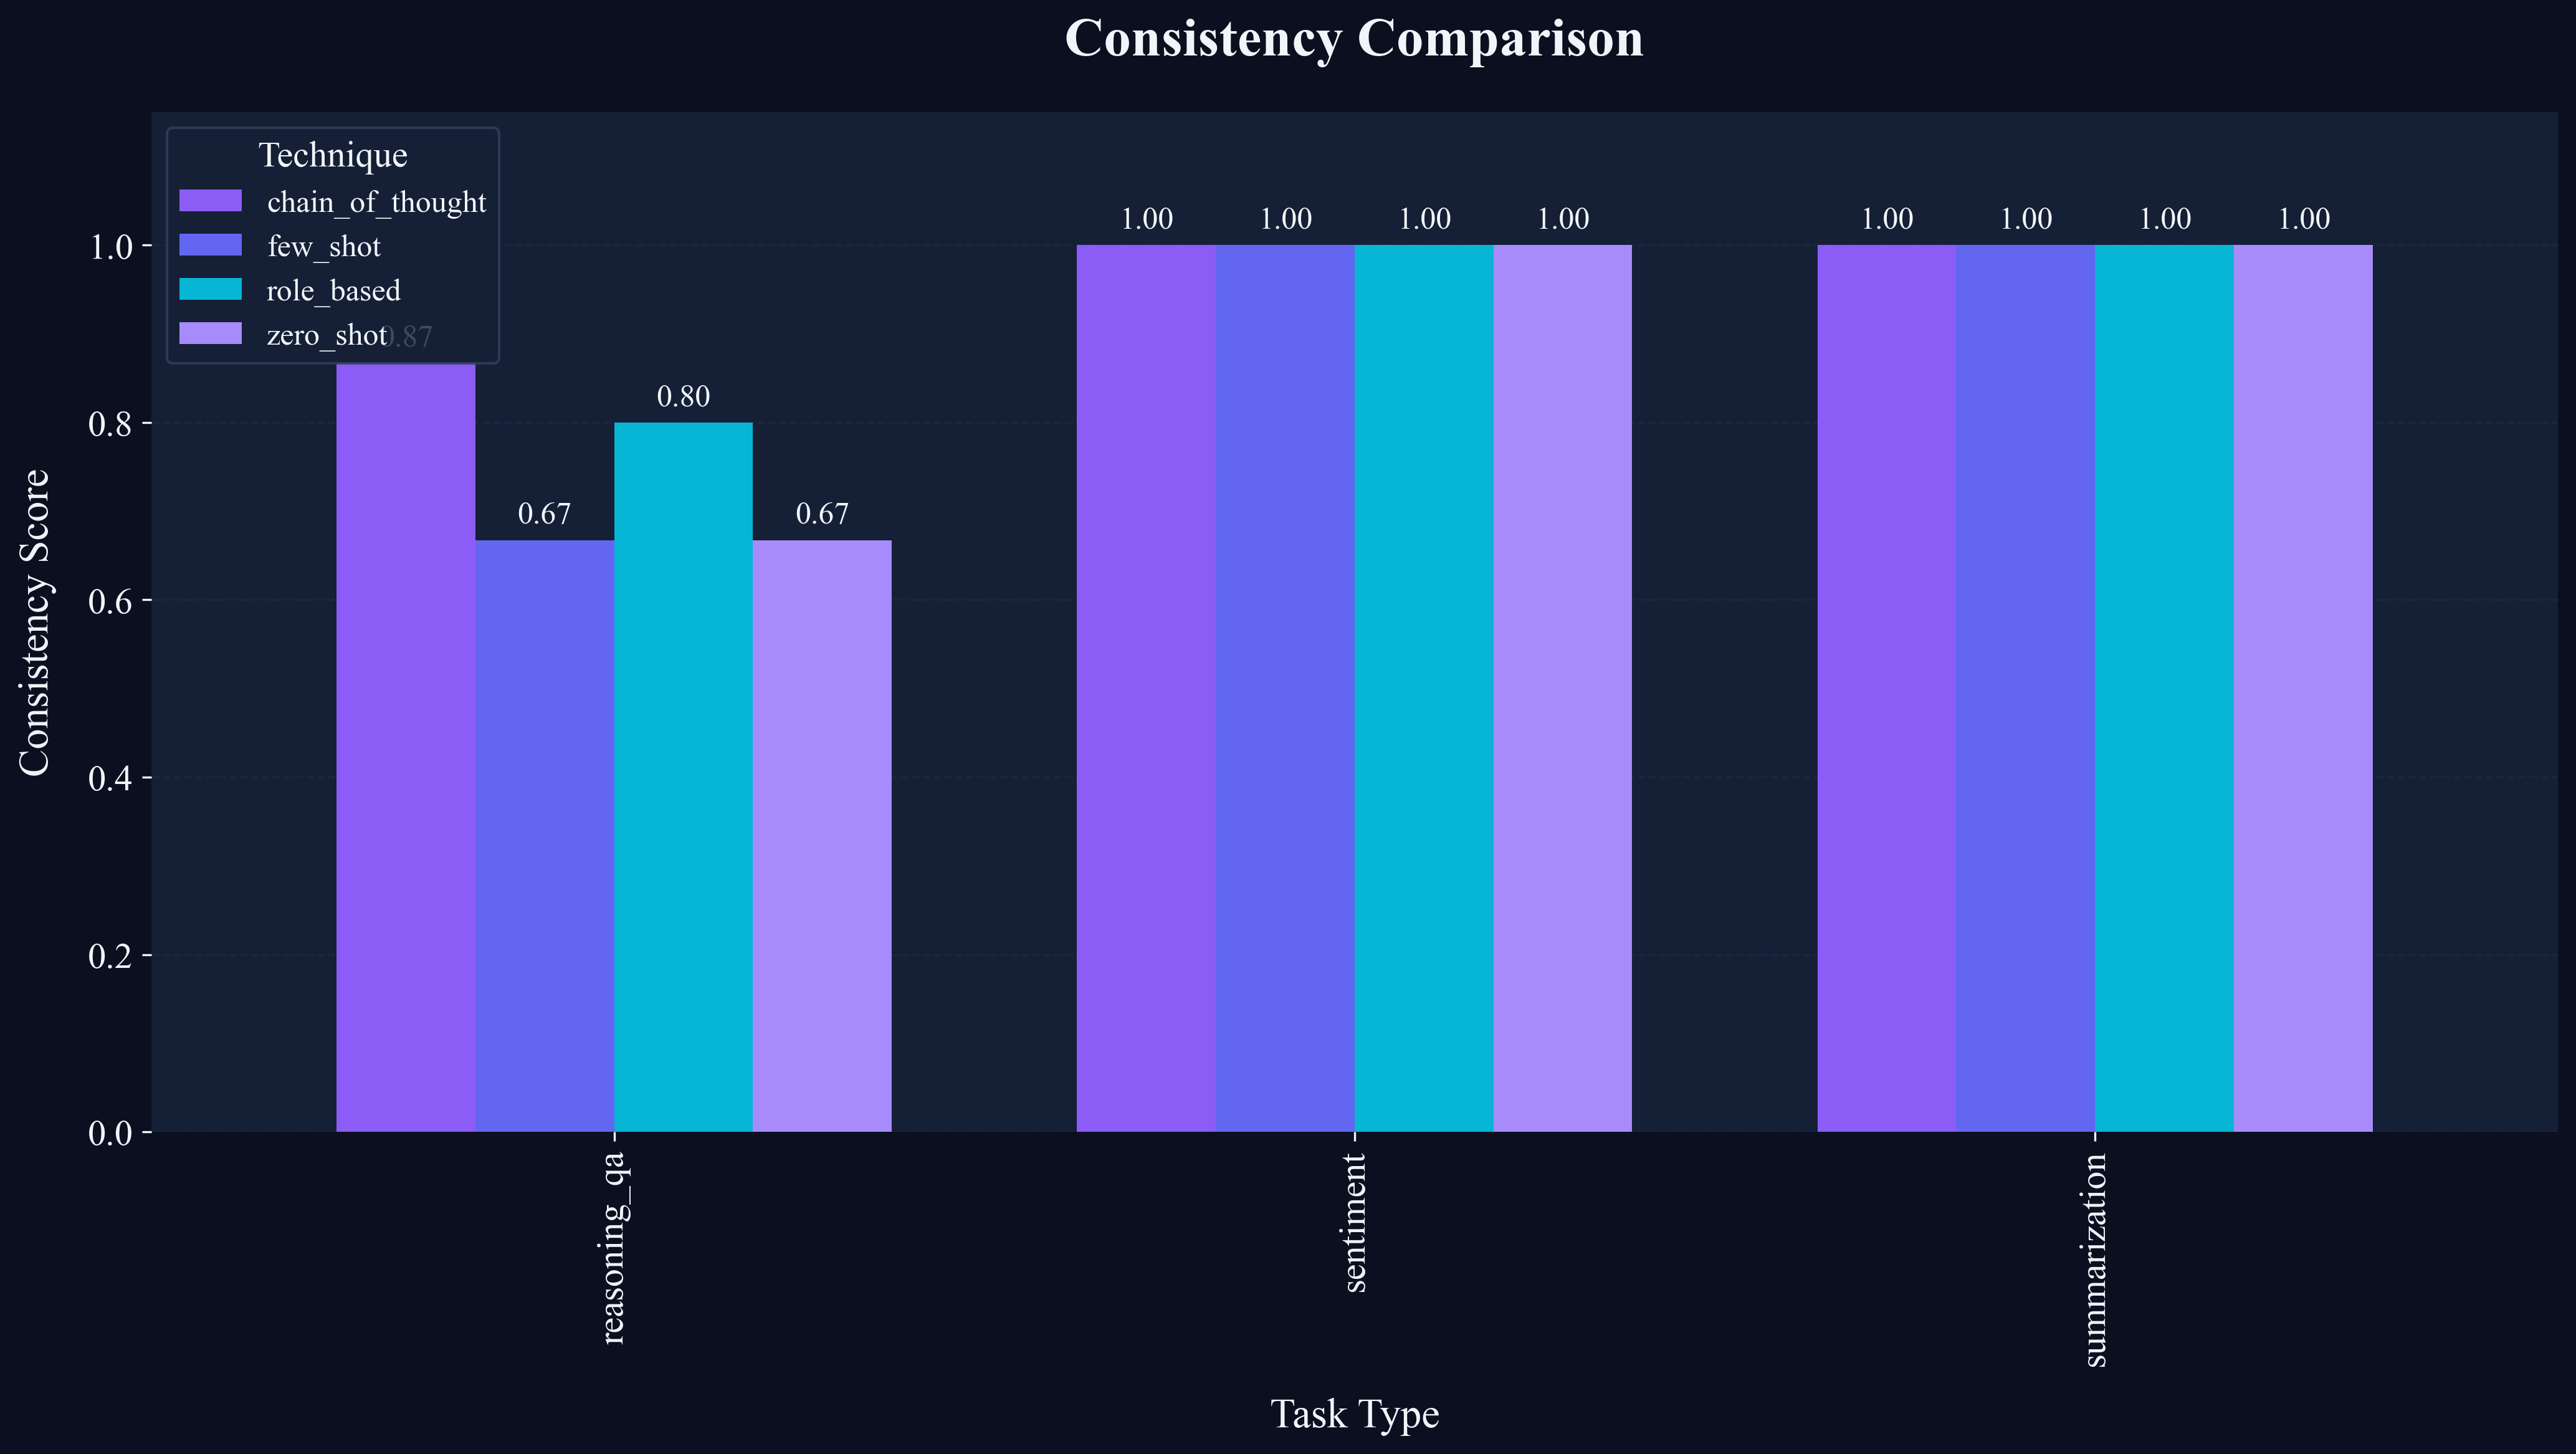 Consistency Comparison
Technique
chain_of_thought
few_shot
role_based
zero_shot
0.87
0.67
0.80
0.67
1.00 1.00 1.00 1.00
1.00 1.00 1.00 1.00
1.0
0.8
0.6
0.4
0.2
0.0
Consistency Score
reasoning_qa
sentiment
summarization
Task Type